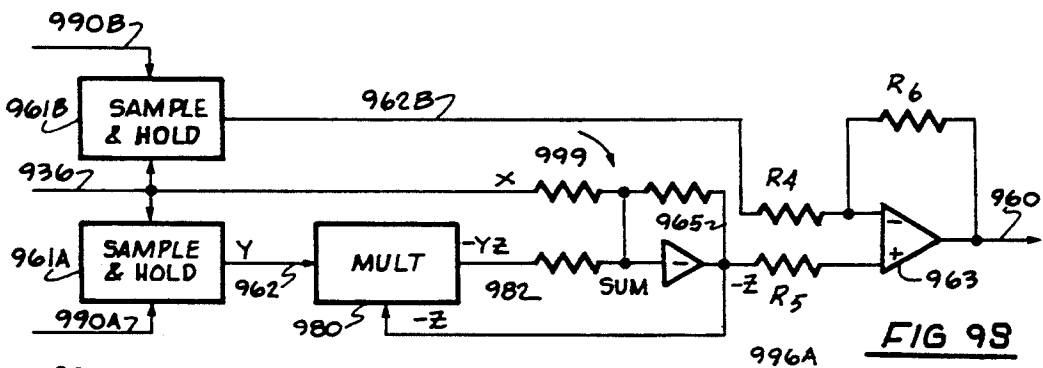 990B
961B
SAMPLE
& HOLD
962B
R6
936
X
999
R4
965
960
961A
SAMPLE
& HOLD
Y
962
MULT
-YZ
982
SUM
-
-Z
R5
-
+
963
990A
980
-Z
996A
FIG 9S